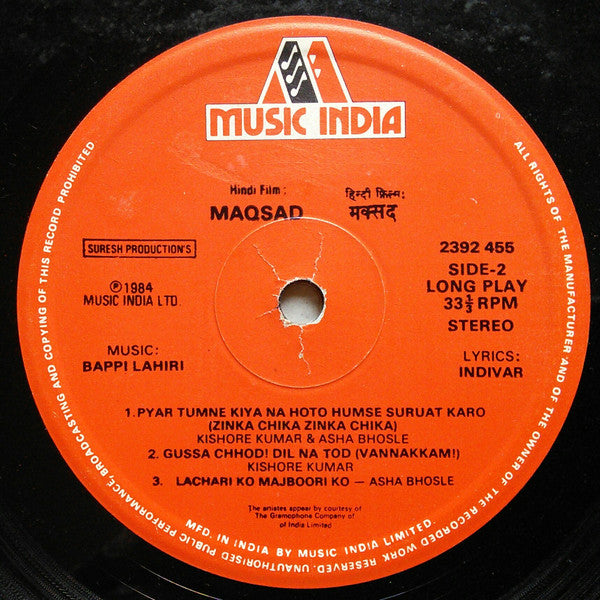 MUSIC INDIA
Hindi Film :
हिन्दी फ़िल्म:
MAQSAD
मक्सद
SURESH PRODUCTION'S
2392 455
℗1984
MUSIC INDIA LTD.
SIDE-2
LONG PLAY
33⅓ RPM
STEREO
MUSIC:
BAPPI LAHIRI
LYRICS:
INDIVAR
1.PYAR TUMNE KIYA NA HOTO HUMSE SURUAT KARO
(ZINKA CHIKA ZINKA CHIKA)
KISHORE KUMAR & ASHA BHOSLE
2. GUSSA CHHOD! DIL NA TOD (VANNAKKAM!)
KISHORE KUMAR
3. LACHARI KO MAJBOORI KO — ASHA BHOSLE
The artistes appear by courtesy of
The Gramophone Company of
of India Limited
MFD. IN INDIA BY MUSIC INDIA LIMITED
ALL RIGHTS OF THE MANUFACTURER AND OF THE OWNER OF THE RECORDED WORK RESERVED. UNAUTHORISED PUBLIC PERFORMANCE, BROADCASTING AND COPYING OF THIS RECORD PROHIBITED